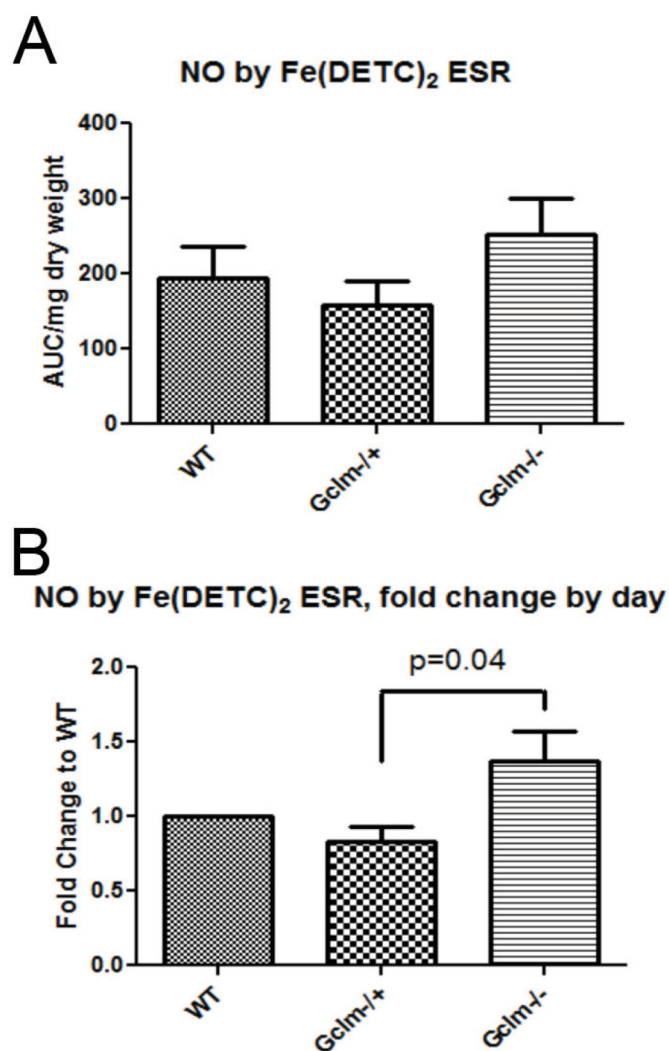 A
NO by Fe(DETC)₂ ESR
AUC/mg dry weight
400
300
200
100
0
WT
Gclm-/+
Gclm-/-
B
NO by Fe(DETC)₂ ESR, fold change by day
p=0.04
Fold Change to WT
2.0
1.5
1.0
0.5
0.0
WT
Gclm-/+
Gclm-/-